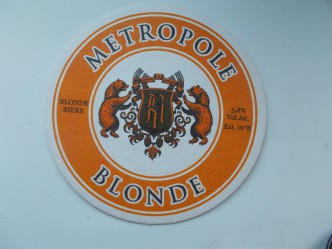 METROPOLE
BLONDE
BIERE
5,8%
Vol.Alc.
BLONDE